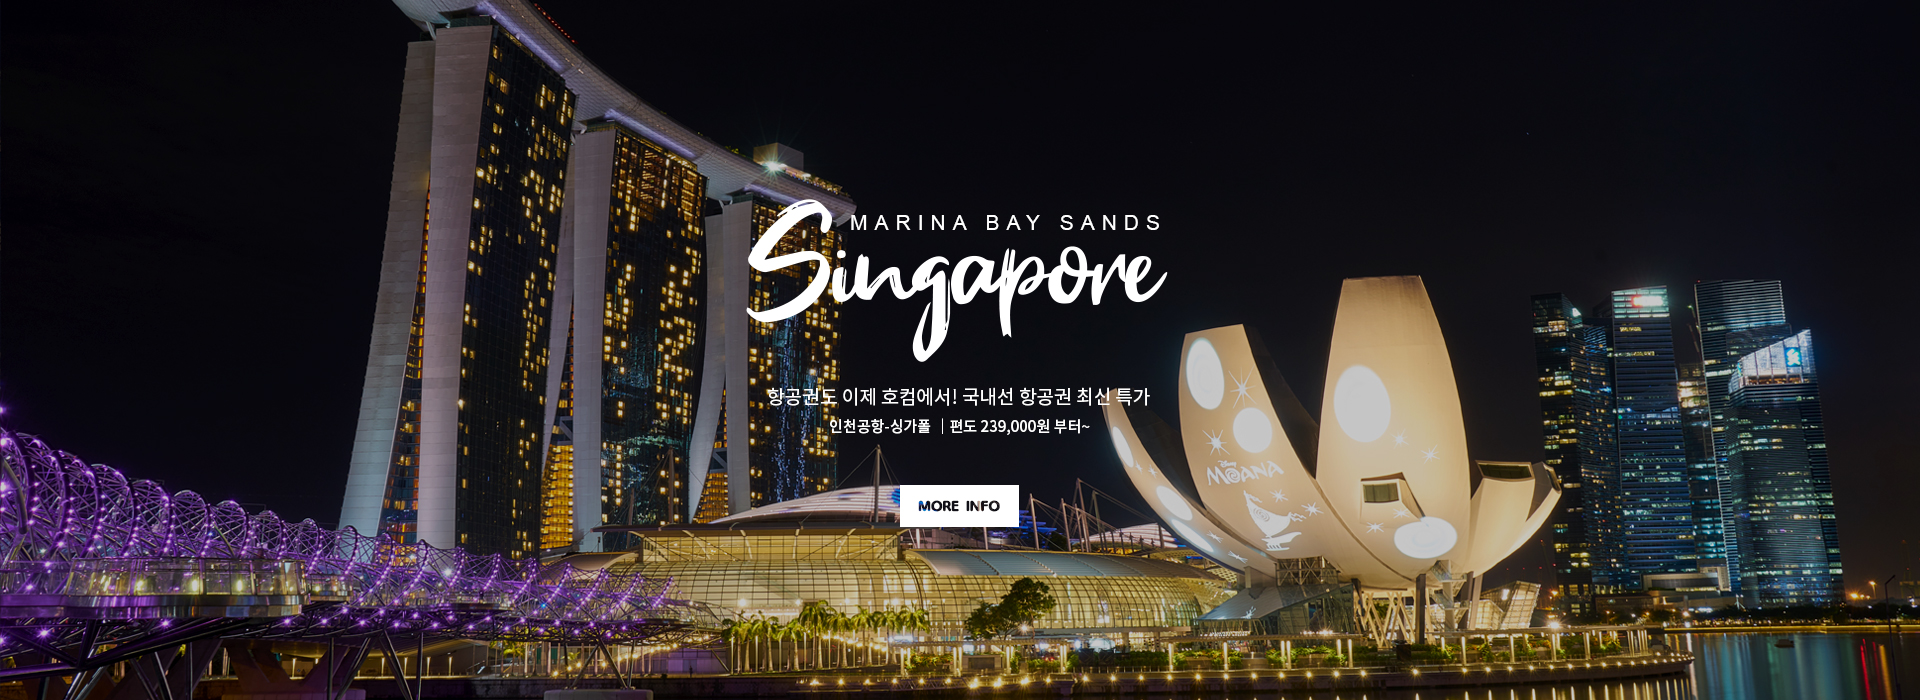 MARINA BAY SANDS
Singapore
항공권도 이제 호컴에서! 국내선 항공권 최신 특가
인천공항-싱가폴 | 편도 239,000원 부터~
MORE INFO
Disney
MOANA